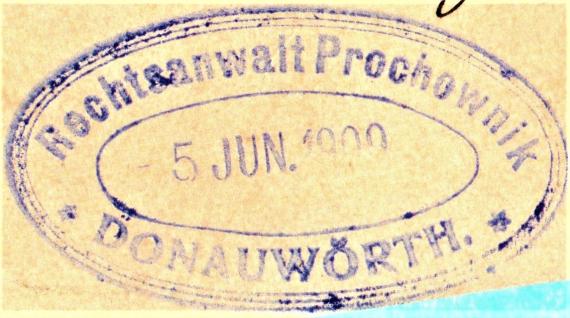 Rechtsanwalt Prochownik
- 5 JUN.
* DONAUWÖRTH. *